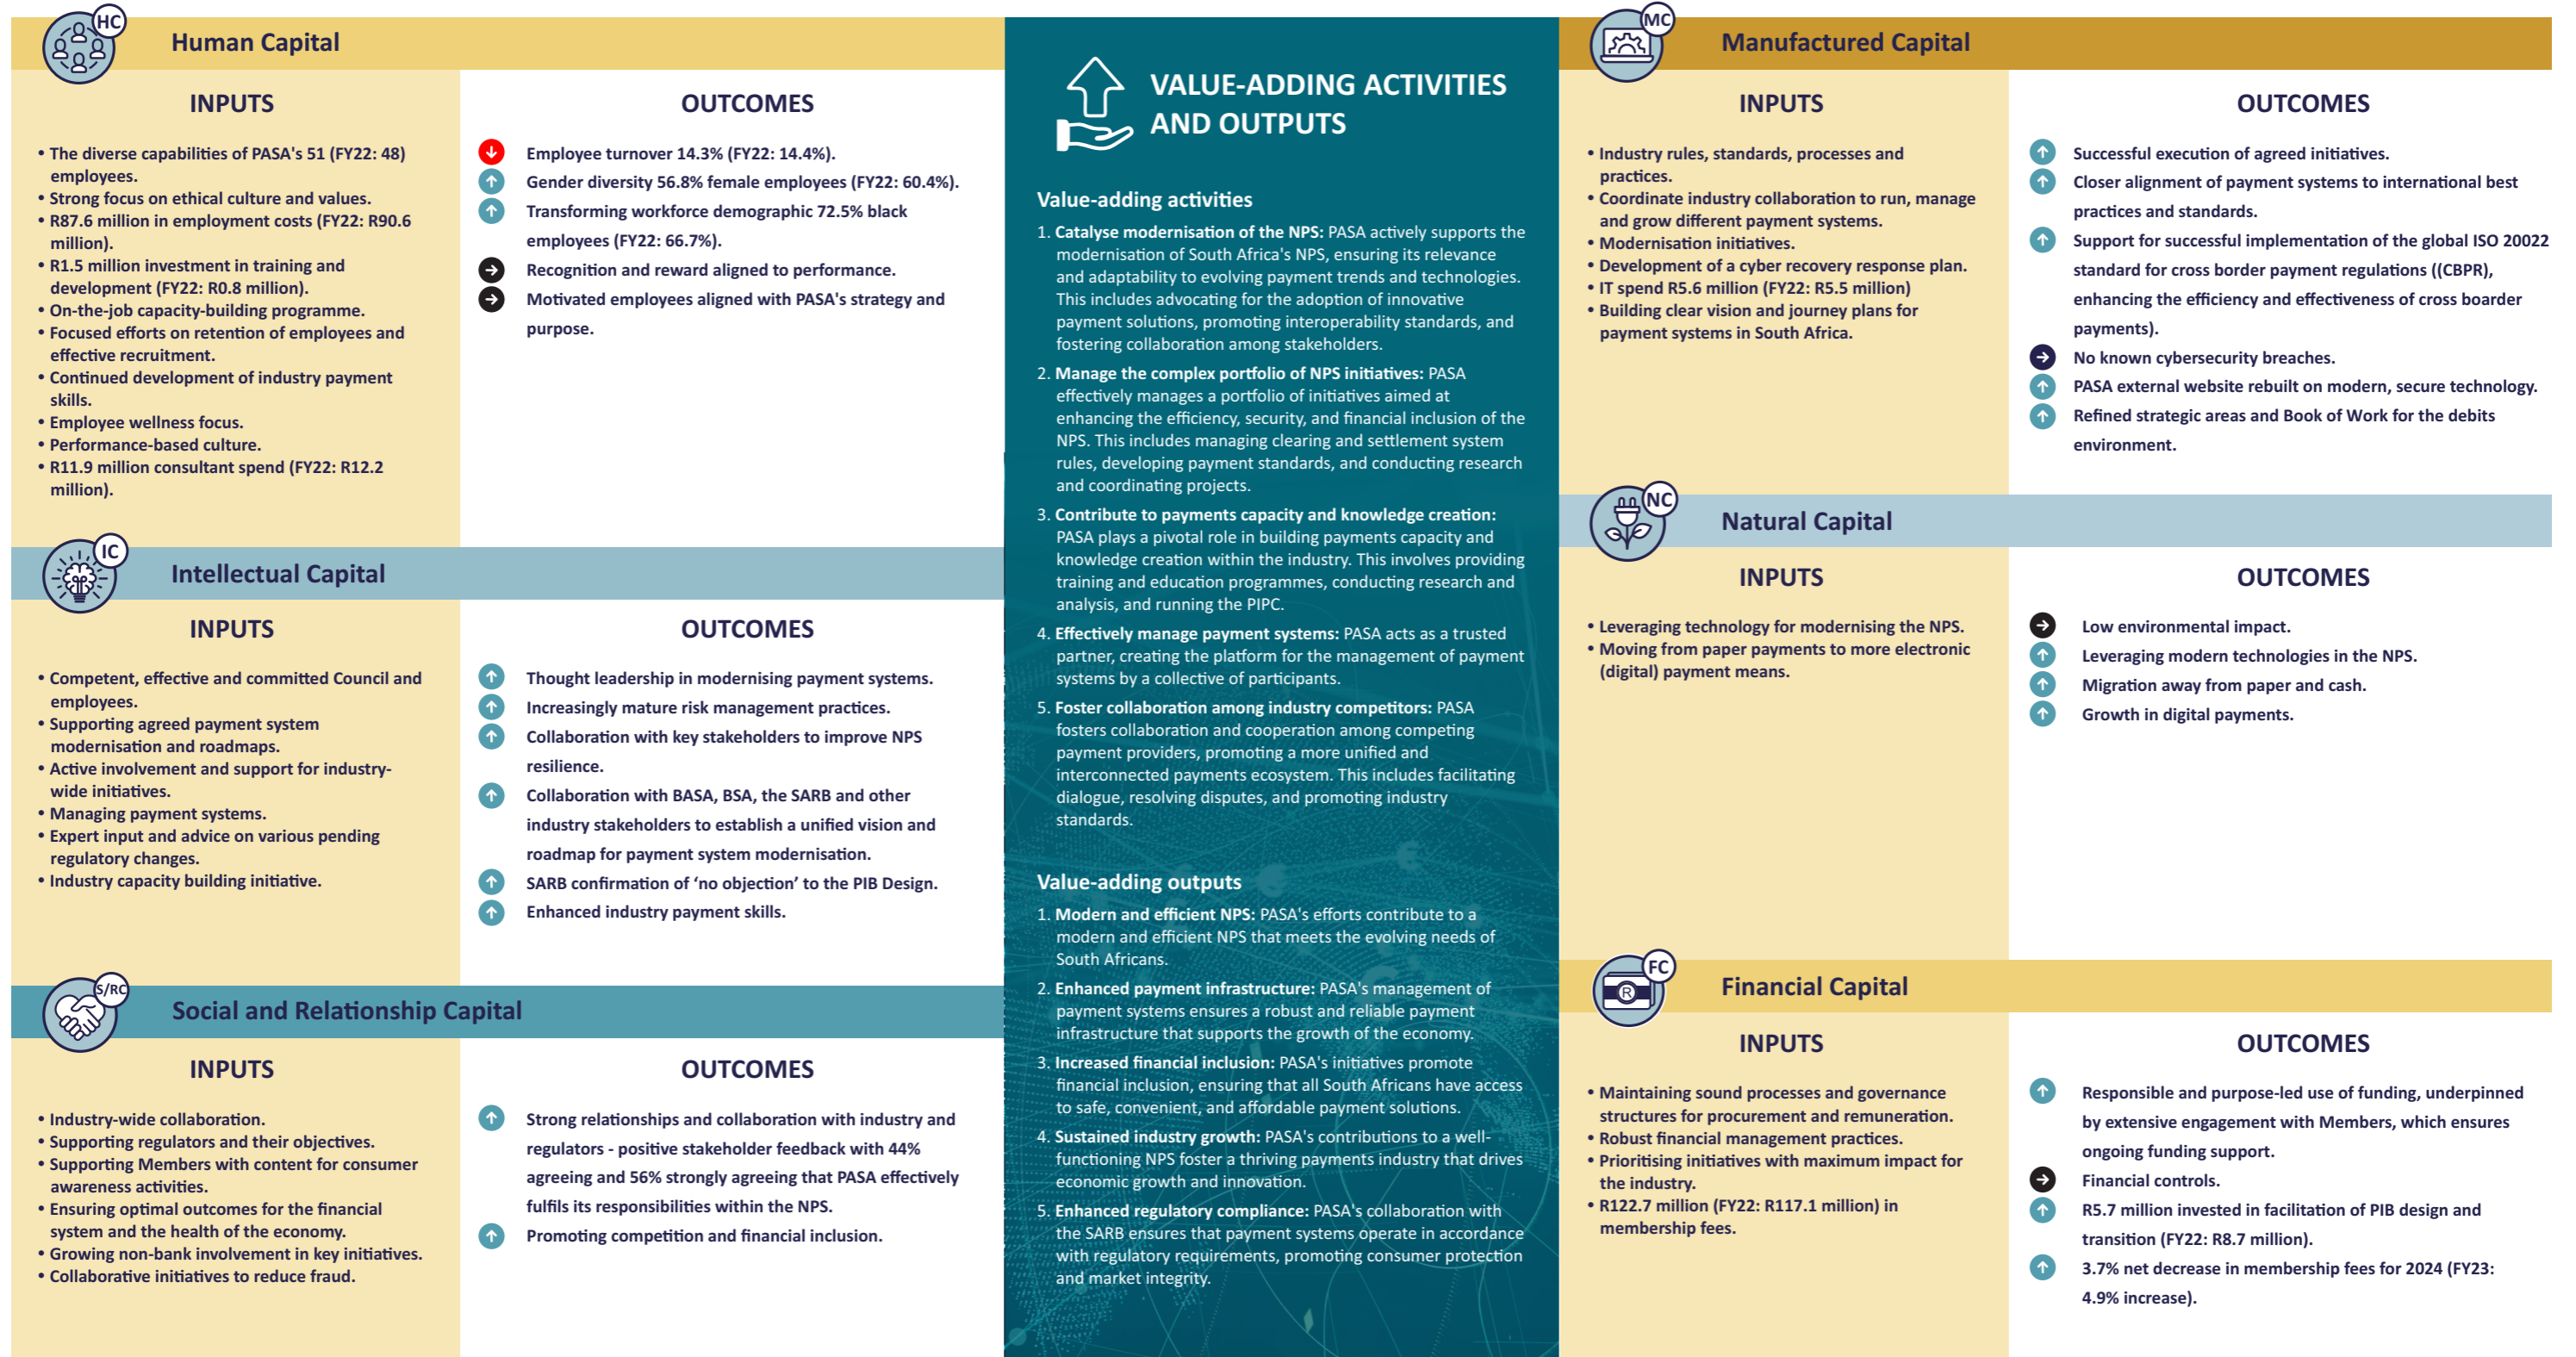 HC
Human Capital
INPUTS
• The diverse capabilities of PASA's 51 (FY22: 48)
employees.
• Strong focus on ethical culture and values.
• R87.6 million in employment costs (FY22: R90.6
million).
• R1.5 million investment in training and
development (FY22: R0.8 million).
• On-the-job capacity-building programme.
• Focused efforts on retention of employees and
effective recruitment.
• Continued development of industry payment
skills.
• Employee wellness focus.
• Performance-based culture.
• R11.9 million consultant spend (FY22: R12.2
million).
OUTCOMES
Employee turnover 14.3% (FY22: 14.4%).
Gender diversity 56.8% female employees (FY22: 60.4%).
Transforming workforce demographic 72.5% black
employees (FY22: 66.7%).
Recognition and reward aligned to performance.
Motivated employees aligned with PASA's strategy and
purpose.
IC
Intellectual Capital
INPUTS
• Competent, effective and committed Council and
employees.
• Supporting agreed payment system
modernisation and roadmaps.
• Active involvement and support for industry-
wide initiatives.
• Managing payment systems.
• Expert input and advice on various pending
regulatory changes.
• Industry capacity building initiative.
OUTCOMES
Thought leadership in modernising payment systems.
Increasingly mature risk management practices.
Collaboration with key stakeholders to improve NPS
resilience.
Collaboration with BASA, BSA, the SARB and other
industry stakeholders to establish a unified vision and
roadmap for payment system modernisation.
SARB confirmation of ‘no objection’ to the PIB Design.
Enhanced industry payment skills.
S/RC
Social and Relationship Capital
INPUTS
• Industry-wide collaboration.
• Supporting regulators and their objectives.
• Supporting Members with content for consumer
awareness activities.
• Ensuring optimal outcomes for the financial
system and the health of the economy.
• Growing non-bank involvement in key initiatives.
• Collaborative initiatives to reduce fraud.
OUTCOMES
Strong relationships and collaboration with industry and
regulators - positive stakeholder feedback with 44%
agreeing and 56% strongly agreeing that PASA effectively
fulfils its responsibilities within the NPS.
Promoting competition and financial inclusion.
VALUE-ADDING ACTIVITIES
AND OUTPUTS
Value-adding activities
1. Catalyse modernisation of the NPS: PASA actively supports the
modernisation of South Africa's NPS, ensuring its relevance
and adaptability to evolving payment trends and technologies.
This includes advocating for the adoption of innovative
payment solutions, promoting interoperability standards, and
fostering collaboration among stakeholders.
2. Manage the complex portfolio of NPS initiatives: PASA
effectively manages a portfolio of initiatives aimed at
enhancing the efficiency, security, and financial inclusion of the
NPS. This includes managing clearing and settlement system
rules, developing payment standards, and conducting research
and coordinating projects.
3. Contribute to payments capacity and knowledge creation:
PASA plays a pivotal role in building payments capacity and
knowledge creation within the industry. This involves providing
training and education programmes, conducting research and
analysis, and running the PIPC.
4. Effectively manage payment systems: PASA acts as a trusted
partner, creating the platform for the management of payment
systems by a collective of participants.
5. Foster collaboration among industry competitors: PASA
fosters collaboration and cooperation among competing
payment providers, promoting a more unified and
interconnected payments ecosystem. This includes facilitating
dialogue, resolving disputes, and promoting industry
standards.
Value-adding outputs
1. Modern and efficient NPS: PASA's efforts contribute to a
modern and efficient NPS that meets the evolving needs of
South Africans.
2. Enhanced payment infrastructure: PASA's management of
payment systems ensures a robust and reliable payment
infrastructure that supports the growth of the economy.
3. Increased financial inclusion: PASA's initiatives promote
financial inclusion, ensuring that all South Africans have access
to safe, convenient, and affordable payment solutions.
4. Sustained industry growth: PASA's contributions to a well-
functioning NPS foster a thriving payments industry that drives
economic growth and innovation.
5. Enhanced regulatory compliance: PASA's collaboration with
the SARB ensures that payment systems operate in accordance
with regulatory requirements, promoting consumer protection
and market integrity.
MC
Manufactured Capital
INPUTS
• Industry rules, standards, processes and
practices.
• Coordinate industry collaboration to run, manage
and grow different payment systems.
• Modernisation initiatives.
• Development of a cyber recovery response plan.
• IT spend R5.6 million (FY22: R5.5 million)
• Building clear vision and journey plans for
payment systems in South Africa.
OUTCOMES
Successful execution of agreed initiatives.
Closer alignment of payment systems to international best
practices and standards.
Support for successful implementation of the global ISO 20022
standard for cross border payment regulations ((CBPR),
enhancing the efficiency and effectiveness of cross boarder
payments).
No known cybersecurity breaches.
PASA external website rebuilt on modern, secure technology.
Refined strategic areas and Book of Work for the debits
environment.
NC
Natural Capital
INPUTS
• Leveraging technology for modernising the NPS.
• Moving from paper payments to more electronic
(digital) payment means.
OUTCOMES
Low environmental impact.
Leveraging modern technologies in the NPS.
Migration away from paper and cash.
Growth in digital payments.
FC
R
Financial Capital
INPUTS
• Maintaining sound processes and governance
structures for procurement and remuneration.
• Robust financial management practices.
• Prioritising initiatives with maximum impact for
the industry.
• R122.7 million (FY22: R117.1 million) in
membership fees.
OUTCOMES
Responsible and purpose-led use of funding, underpinned
by extensive engagement with Members, which ensures
ongoing funding support.
Financial controls.
R5.7 million invested in facilitation of PIB design and
transition (FY22: R8.7 million).
3.7% net decrease in membership fees for 2024 (FY23:
4.9% increase).